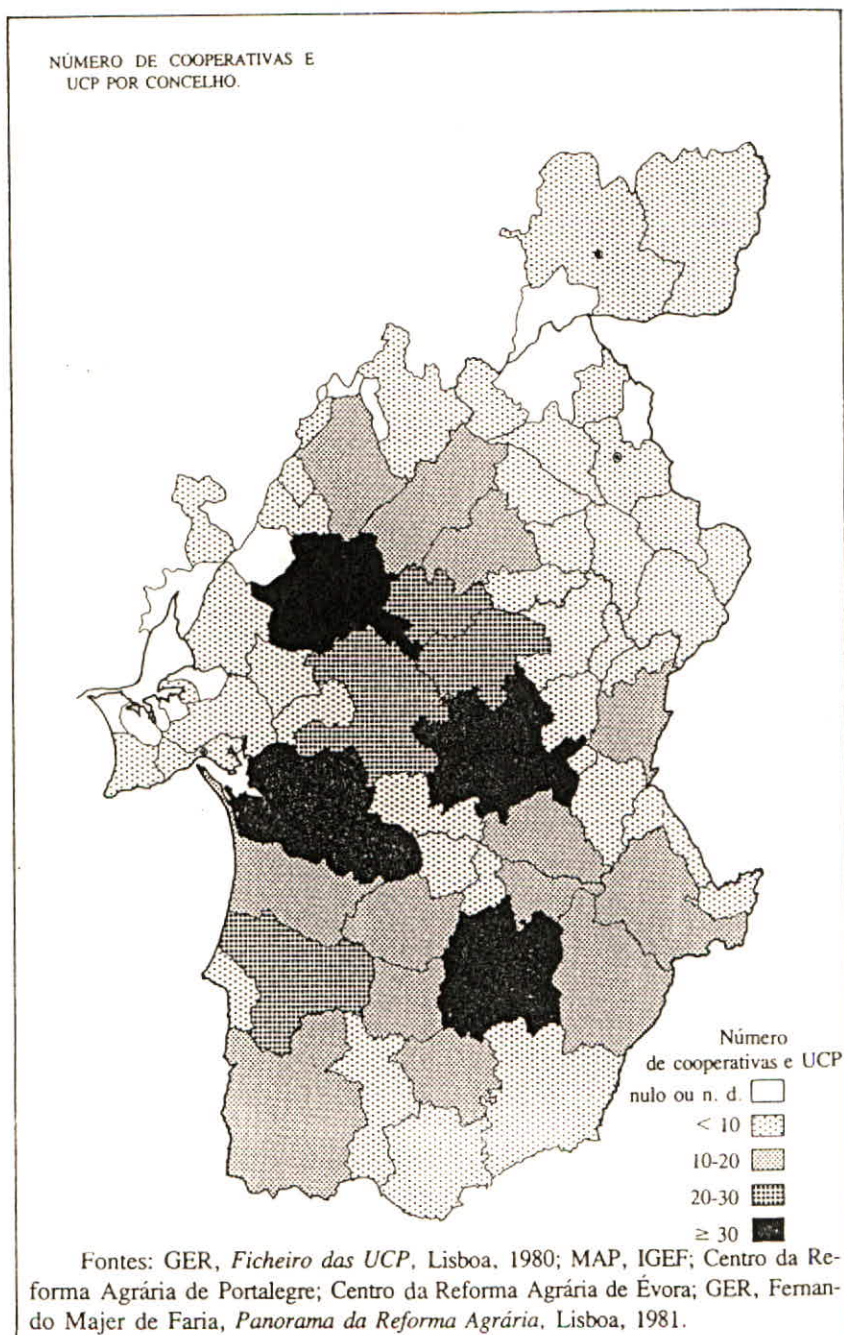 NÚMERO DE COOPERATIVAS E
UCP POR CONCELHO.
Número
de cooperativas e UCP
nulo ou n. d.
< 10
10-20
20-30
≥ 30
Fontes: GER, Ficheiro das UCP, Lisboa, 1980; MAP, IGEF; Centro da Re-
forma Agrária de Portalegre; Centro da Reforma Agrária de Évora; GER, Fernan-
do Majer de Faria, Panorama da Reforma Agrária, Lisboa, 1981.